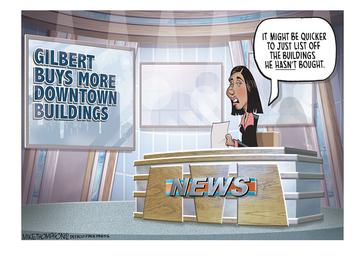 GILBERT
BUYS MORE
DOWNTOWN
BUILDINGS
IT MIGHT BE QUICKER
TO JUST LIST OFF
THE BUILDINGS
HE HASN'T BOUGHT.
NEWS
MIKE THOMPSON
DETROIT FREE PRESS